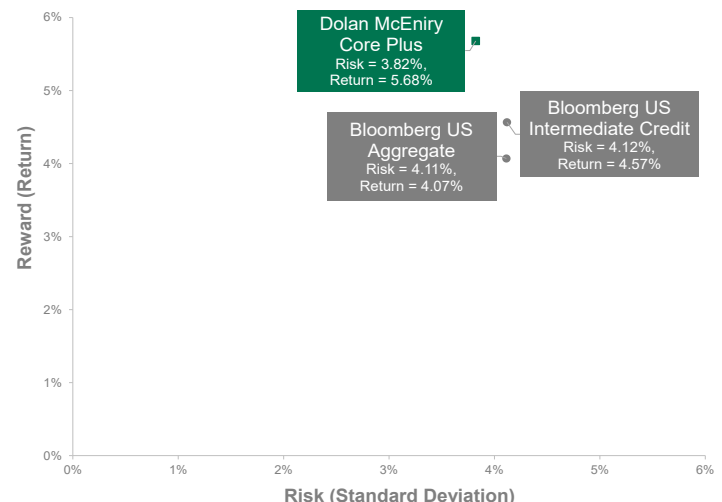 6%
5%
4%
3%
2%
1%
0%
Reward (Return)
Dolan McEniry
Core Plus
Risk = 3.82%,
Return = 5.68%
Bloomberg US
Aggregate
Risk = 4.11%,
Return = 4.07%
Bloomberg US
Intermediate Credit
Risk = 4.12%,
Return = 4.57%
0%
1%
2%
3%
4%
5%
6%
Risk (Standard Deviation)